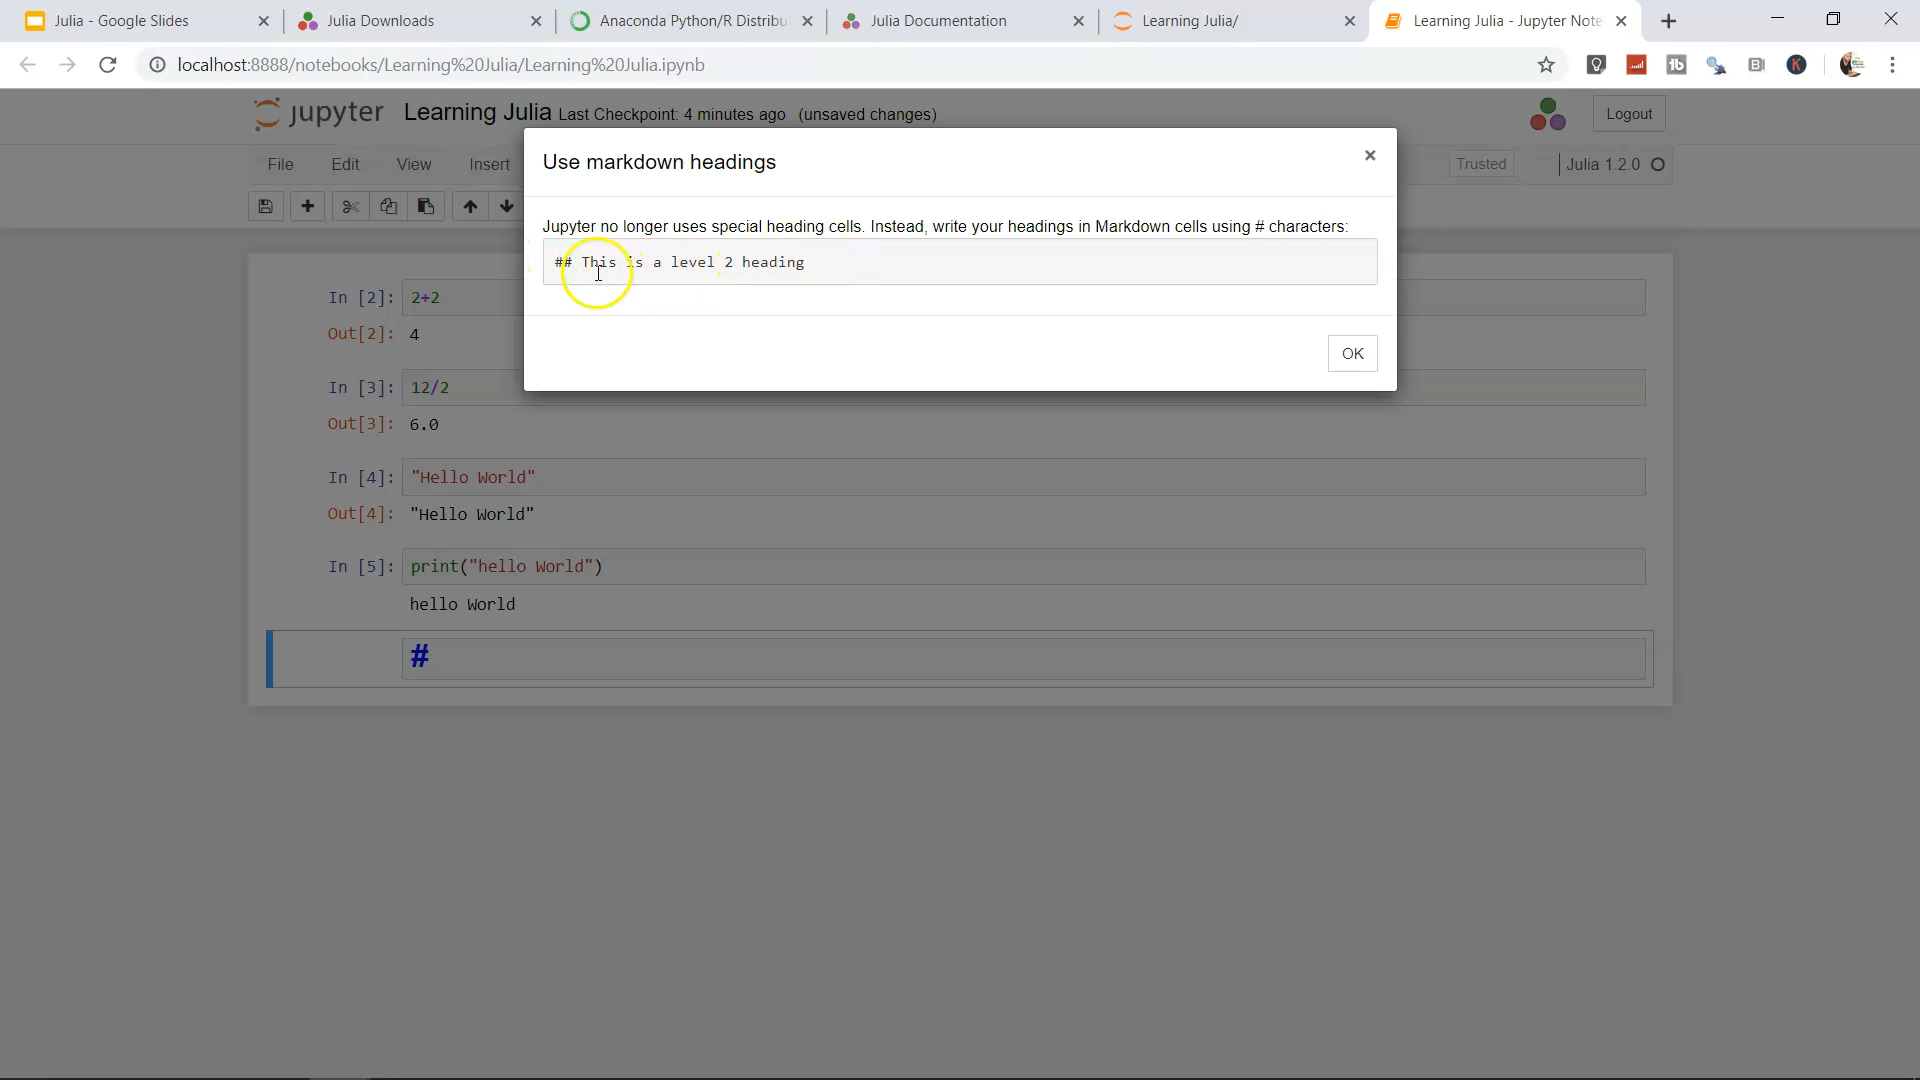 Julia - Google Slides
Julia Downloads
Anaconda Python/R Distribu
Julia Documentation
Learning Julia/
Learning Julia - Jupyter Note
localhost:8888/notebooks/Learning%20Julia/Learning%20Julia.ipynb
jupyter Learning Julia Last Checkpoint: 4 minutes ago (unsaved changes)
Logout
File Edit View Insert
Trusted
Julia 1.2.0
Use markdown headings
Jupyter no longer uses special heading cells. Instead, write your headings in Markdown cells using # characters:
## This is a level 2 heading
OK
In [2]: 2+2
Out[2]: 4
In [3]: 12/2
Out[3]: 6.0
In [4]: "Hello World"
Out[4]: "Hello World"
In [5]: print("hello World")
hello World
#